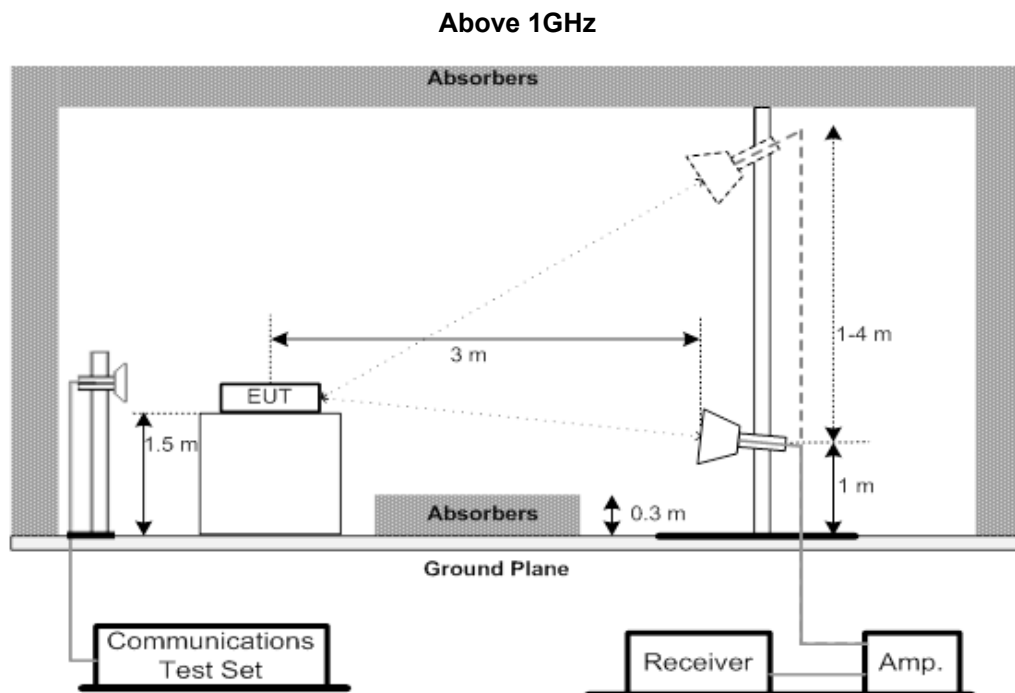 Above 1GHz
Absorbers
3 m
1-4 m
EUT
1.5 m
1 m
Absorbers
0.3 m
Ground Plane
Communications
Test Set
Receiver
Amp.